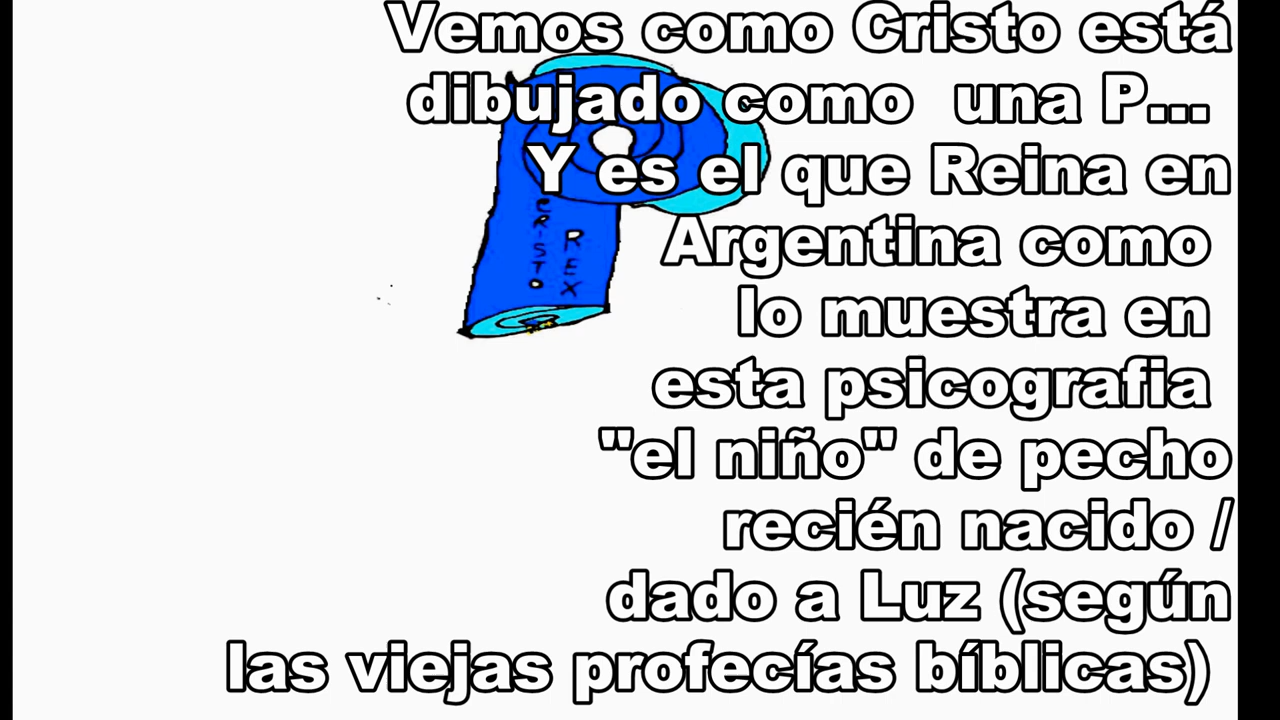 Vemos como Cristo está
dibujado como una P...
Y es el que Reina en
CRISTO
REX
Argentina como
lo muestra en
esta psicografia
"el niño" de pecho
recién nacido /
dado a Luz (según
las viejas profecías bíblicas)